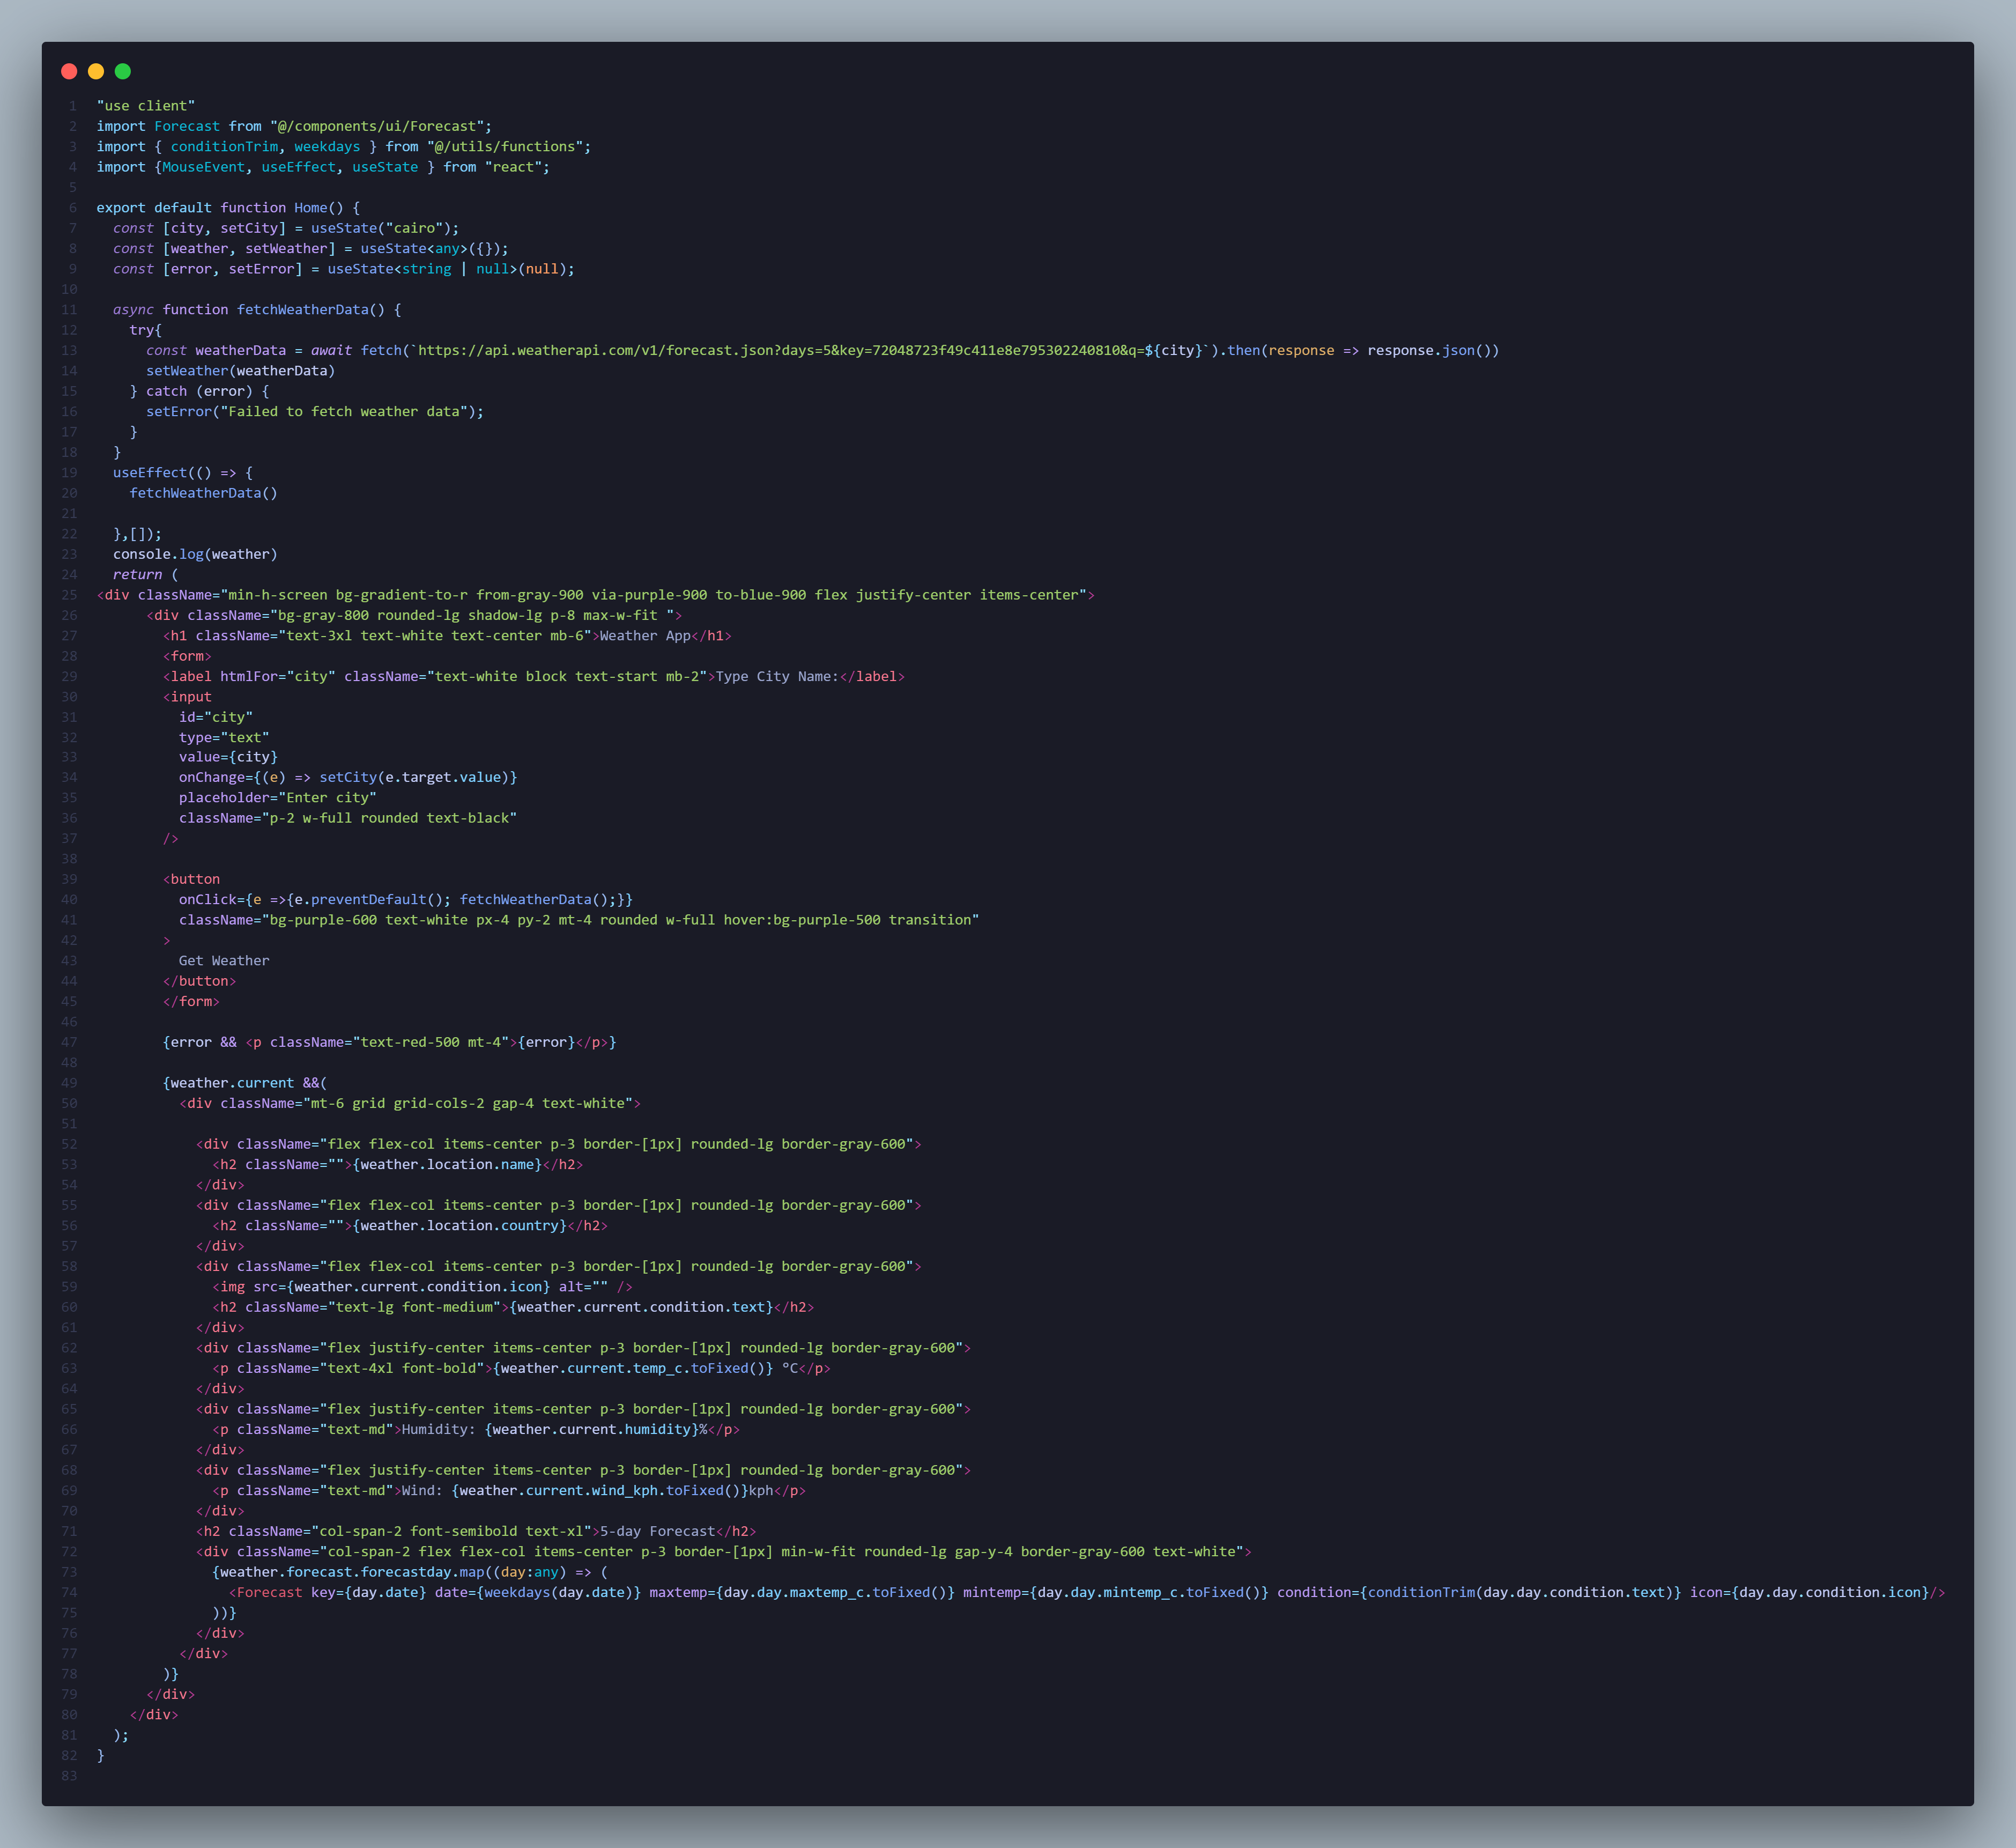 1 "use client"
2 import Forecast from "@/components/ui/Forecast";
3 import { conditionTrim, weekdays } from "@/utils/functions";
4 import {MouseEvent, useEffect, useState } from "react";
5
6 export default function Home() {
7   const [city, setCity] = useState("cairo");
8   const [weather, setWeather] = useState<any>({});
9   const [error, setError] = useState<string | null>(null);
10
11   async function fetchWeatherData() {
12     try{
13       const weatherData = await fetch(`https://api.weatherapi.com/v1/forecast.json?days=5&key=72048723f49c411e8e795302240810&q=${city}`).then(response => response.json())
14       setWeather(weatherData)
15     } catch (error) {
16       setError("Failed to fetch weather data");
17     }
18   }
19   useEffect(() => {
20     fetchWeatherData()
21
22   },[]);
23   console.log(weather)
24   return (
25 <div className="min-h-screen bg-gradient-to-r from-gray-900 via-purple-900 to-blue-900 flex justify-center items-center">
26       <div className="bg-gray-800 rounded-lg shadow-lg p-8 max-w-fit ">
27         <h1 className="text-3xl text-white text-center mb-6">Weather App</h1>
28         <form>
29         <label htmlFor="city" className="text-white block text-start mb-2">Type City Name:</label>
30         <input
31           id="city"
32           type="text"
33           value={city}
34           onChange={(e) => setCity(e.target.value)}
35           placeholder="Enter city"
36           className="p-2 w-full rounded text-black"
37         />
38
39         <button
40           onClick={e =>{e.preventDefault(); fetchWeatherData();}}
41           className="bg-purple-600 text-white px-4 py-2 mt-4 rounded w-full hover:bg-purple-500 transition"
42         >
43           Get Weather
44         </button>
45         </form>
46
47         {error && <p className="text-red-500 mt-4">{error}</p>}
48
49         {weather.current &&(
50           <div className="mt-6 grid grid-cols-2 gap-4 text-white">
51
52             <div className="flex flex-col items-center p-3 border-[1px] rounded-lg border-gray-600">
53               <h2 className="">{weather.location.name}</h2>
54             </div>
55             <div className="flex flex-col items-center p-3 border-[1px] rounded-lg border-gray-600">
56               <h2 className="">{weather.location.country}</h2>
57             </div>
58             <div className="flex flex-col items-center p-3 border-[1px] rounded-lg border-gray-600">
59               <img src={weather.current.condition.icon} alt="" />
60               <h2 className="text-lg font-medium">{weather.current.condition.text}</h2>
61             </div>
62             <div className="flex justify-center items-center p-3 border-[1px] rounded-lg border-gray-600">
63               <p className="text-4xl font-bold">{weather.current.temp_c.toFixed()} °C</p>
64             </div>
65             <div className="flex justify-center items-center p-3 border-[1px] rounded-lg border-gray-600">
66               <p className="text-md">Humidity: {weather.current.humidity}%</p>
67             </div>
68             <div className="flex justify-center items-center p-3 border-[1px] rounded-lg border-gray-600">
69               <p className="text-md">Wind: {weather.current.wind_kph.toFixed()}kph</p>
70             </div>
71             <h2 className="col-span-2 font-semibold text-xl">5-day Forecast</h2>
72             <div className="col-span-2 flex flex-col items-center p-3 border-[1px] min-w-fit rounded-lg gap-y-4 border-gray-600 text-white">
73               {weather.forecast.forecastday.map((day:any) => (
74                 <Forecast key={day.date} date={weekdays(day.date)} maxtemp={day.day.maxtemp_c.toFixed()} mintemp={day.day.mintemp_c.toFixed()} condition={conditionTrim(day.day.condition.text)} icon={day.day.condition.icon}/>
75               ))}
76             </div>
77           </div>
78         )}
79       </div>
80     </div>
81   );
82 }
83